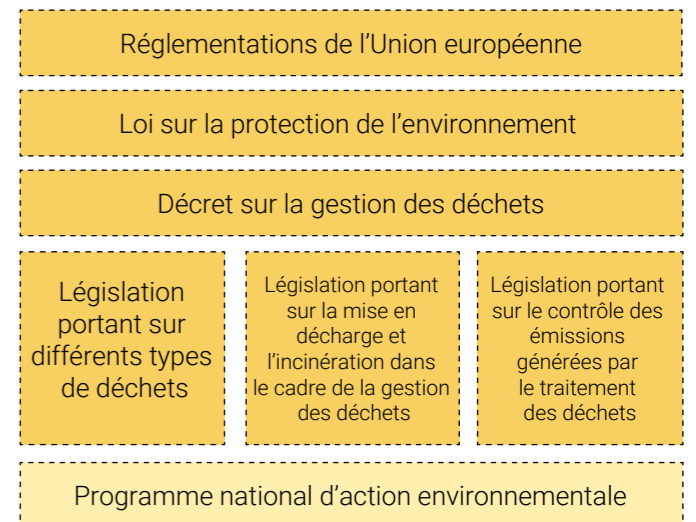 Réglementations de l'Union européenne
Loi sur la protection de l'environnement
Décret sur la gestion des déchets
Législation
portant sur
différents types
de déchets
Législation portant
sur la mise en
décharge et
l'incinération dans
le cadre de la gestion
des déchets
Législation portant
sur le contrôle des
émissions
générées par
le traitement
des déchets
Programme national d'action environnementale